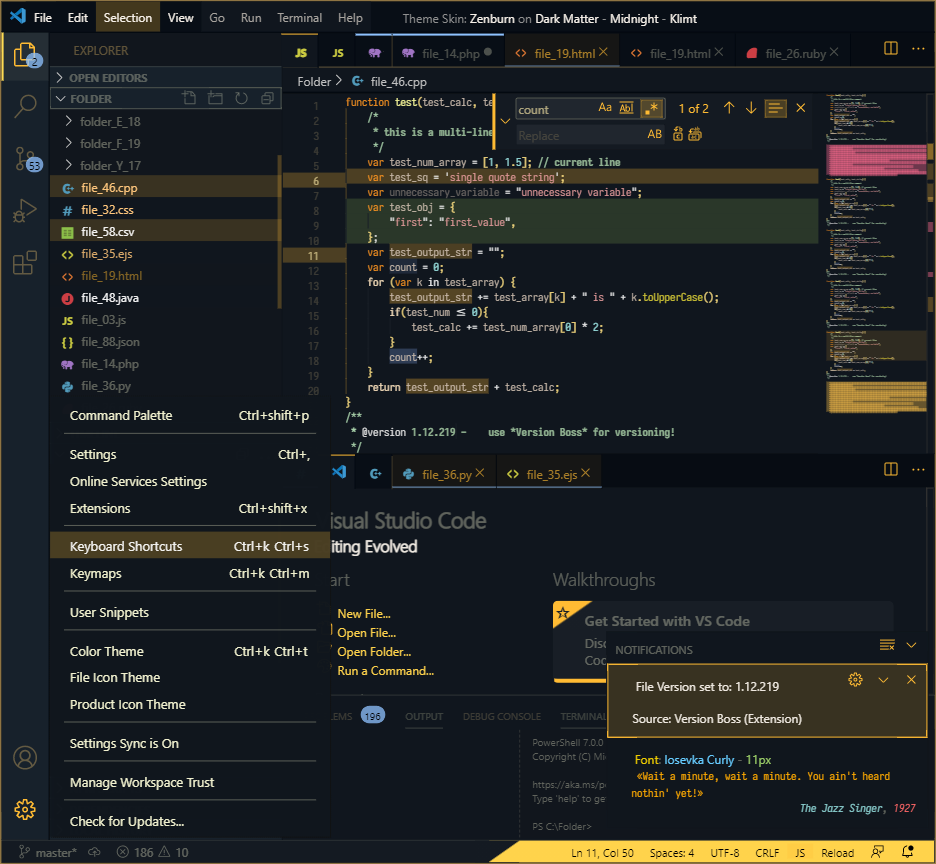 File Edit Selection View Go Run Terminal Help Theme Skin: Zenburn on Dark Matter - Midnight - Klimt
2
EXPLORER
OPEN EDITORS
FOLDER
folder_E_18
folder_F_19
folder_Y_17
file_46.cpp
file_32.css
file_58.csv
file_35.ejs
file_19.html
file_48.java
file_03.js
file_88.json
file_14.php
file_36.py
53
JS JS file_14.php file_19.html file_19.html file_26.ruby
Folder > file_46.cpp
count Aa Abl .* 1 of 2
Replace AB
1
2
3
4
5
6
7
8
9
10
11
12
13
14
15
16
17
18
19
20
function test(test_calc, te
/*
* this is a multi-line
*/
var test_num_array = [1, 1.5]; // current line
var test_sq = 'single quote string';
var unnecessary_variable = "unnecessary variable";
var test_obj = {
"first": "first_value",
};
var test_output_str = "";
var count = 0;
for (var k in test_array) {
test_output_str += test_array[k] + " is " + k.toUpperCase();
if(test_num ≤ 0){
test_calc += test_num_array[0] * 2;
}
count++;
}
return test_output_str + test_calc;
}
/**
* @version 1.12.219 - use *Version Boss* for versioning!
*/
Command Palette Ctrl+shift+p
Settings Ctrl+,
Online Services Settings
Extensions Ctrl+shift+x
Keyboard Shortcuts Ctrl+k Ctrl+s
Keymaps Ctrl+k Ctrl+m
User Snippets
Color Theme Ctrl+k Ctrl+t
File Icon Theme
Product Icon Theme
Settings Sync is On
Manage Workspace Trust
Check for Updates...
file_36.py file_35.ejs
isual Studio Code
iting Evolved
art
New File...
Open File...
Open Folder...
Run a Command...
Walkthroughs
Get Started with VS Code
Disc
Coc
NOTIFICATIONS
File Version set to: 1.12.219
Source: Version Boss (Extension)
LEMS 196 OUTPUT DEBUG CONSOLE TERMINAL
PowerShell 7.0.0
Copyright (C) Mi
https://aka.ms/p
Type 'help' to get
PS C:\Folder>
Font: Iosevka Curly - 11px
«Wait a minute, wait a minute. You ain't heard
nothin' yet!»
The Jazz Singer, 1927
master* 186 10 Ln 11, Col 50 Spaces: 4 UTF-8 CRLF JS Reload